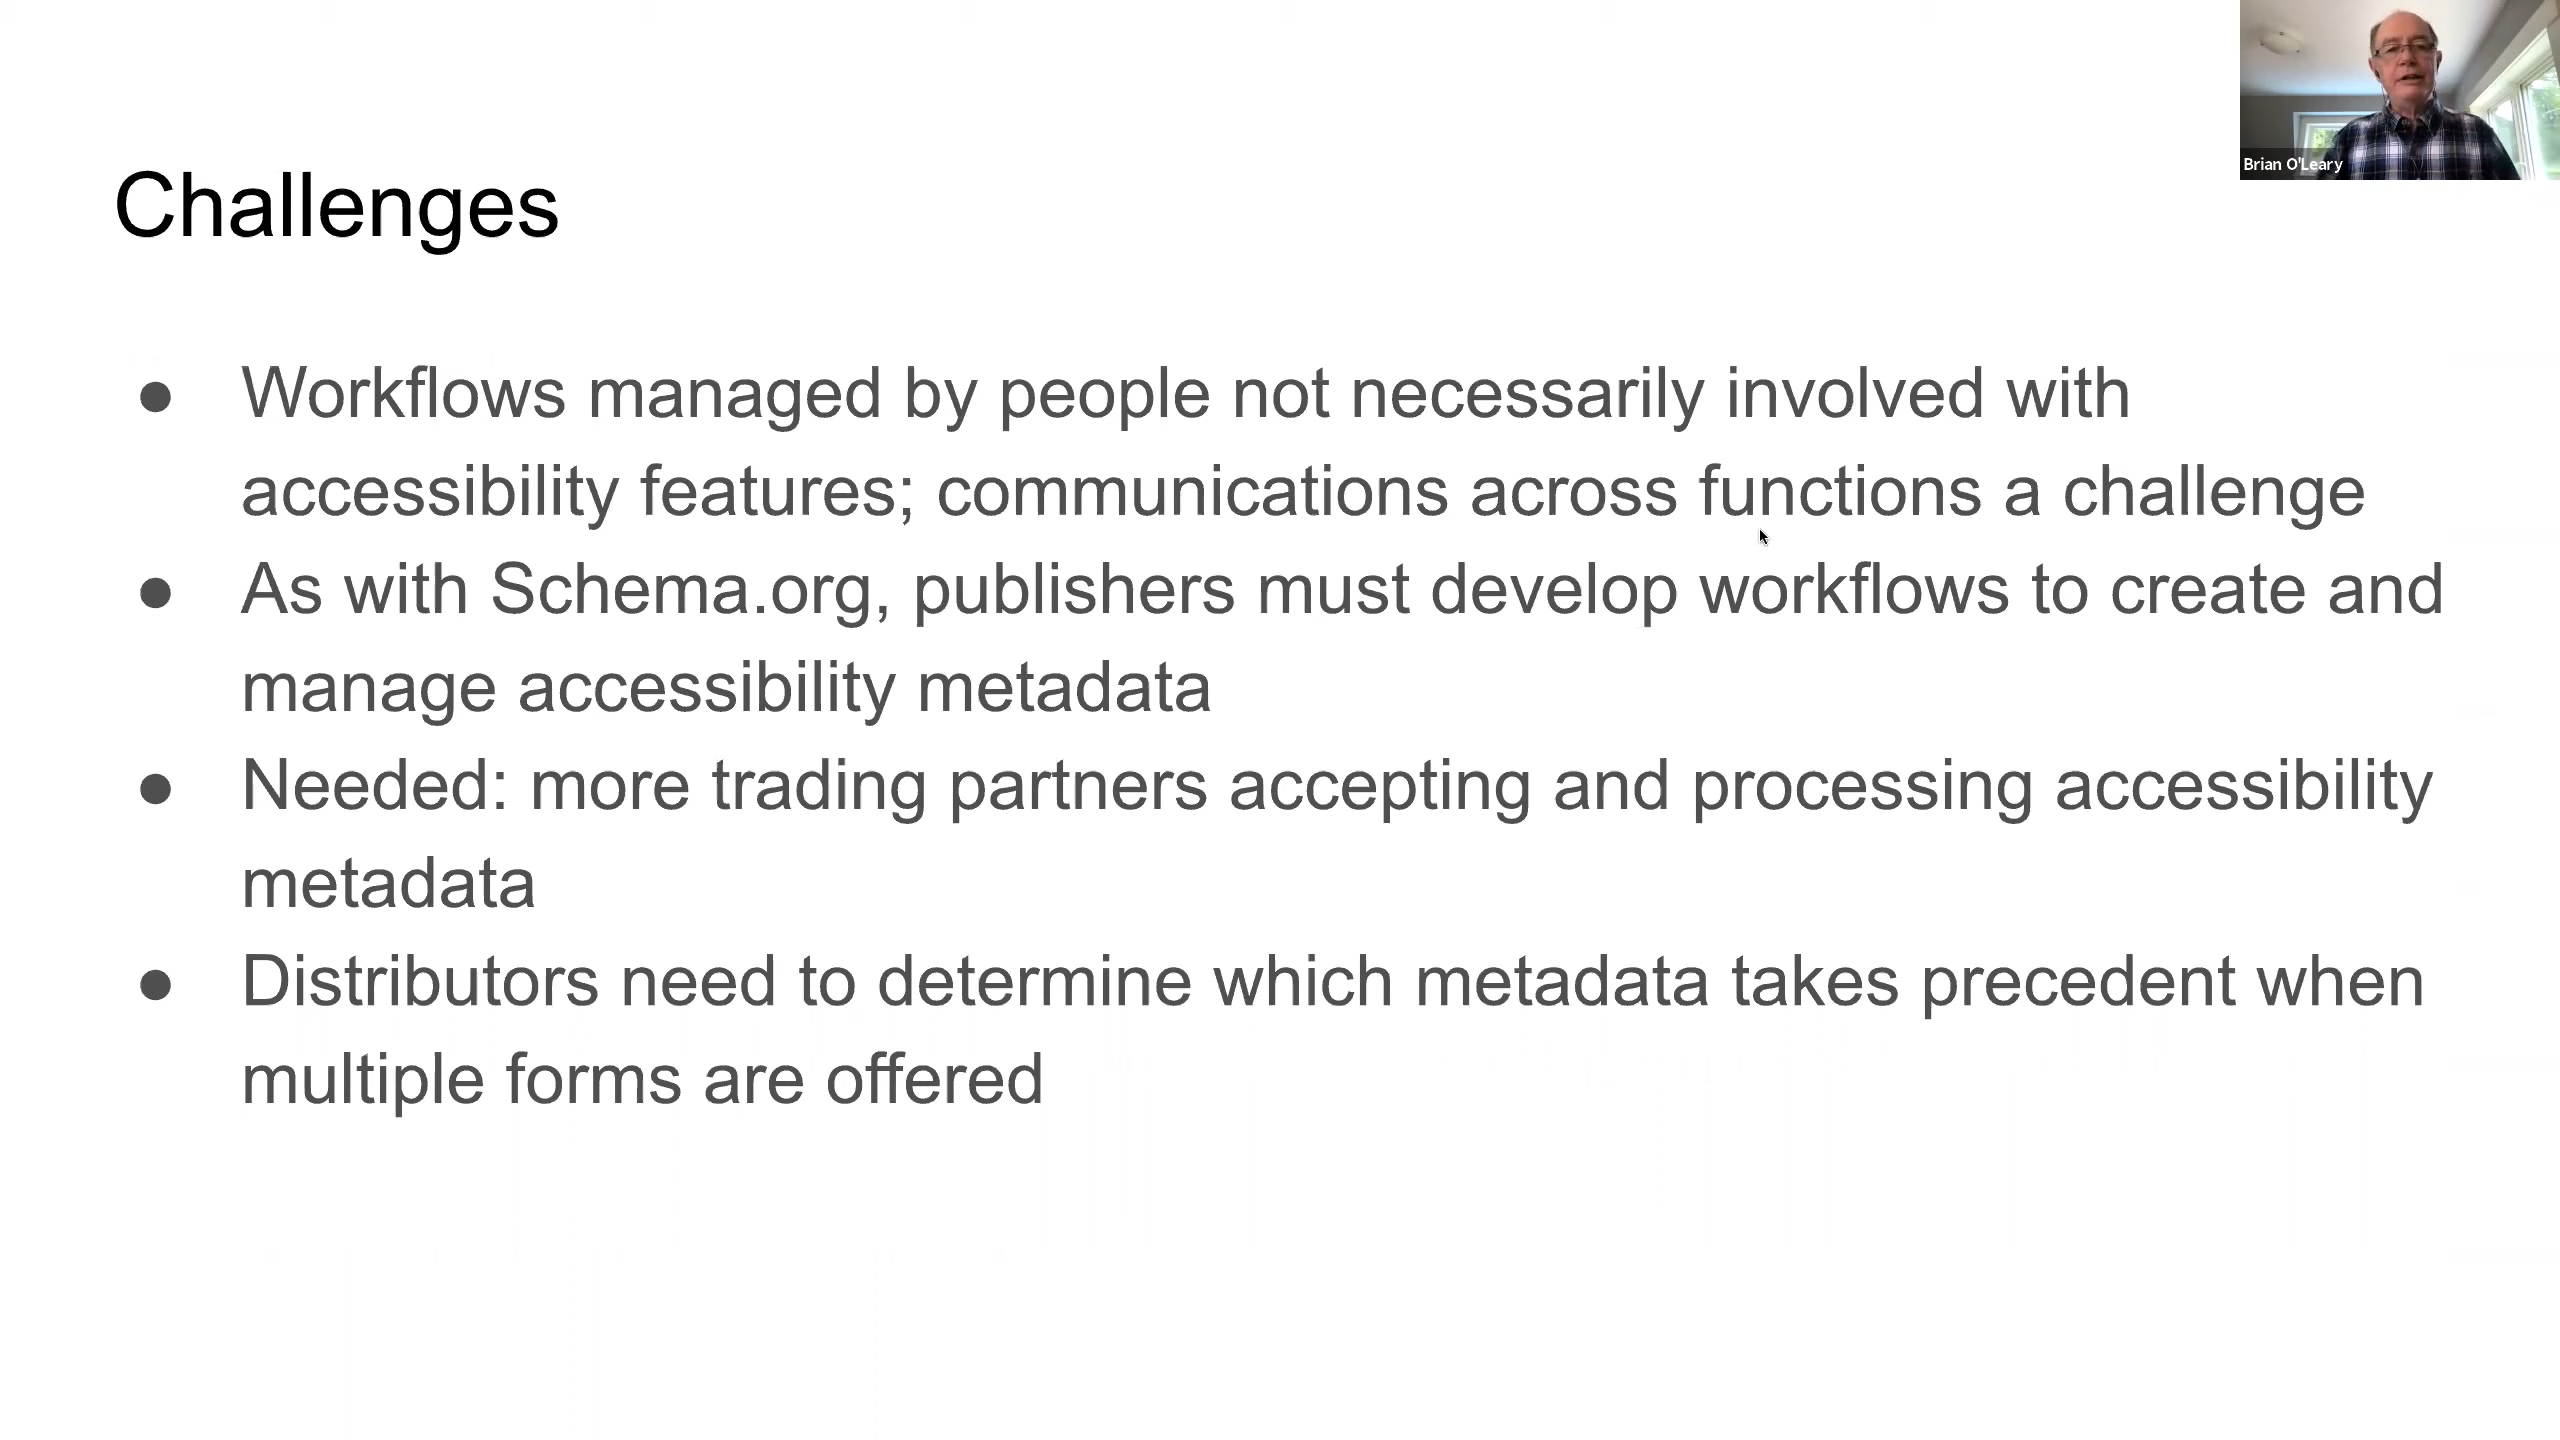 Brian O'Leary
Challenges
● Workflows managed by people not necessarily involved with
accessibility features; communications across functions a challenge
● As with Schema.org, publishers must develop workflows to create and
manage accessibility metadata
● Needed: more trading partners accepting and processing accessibility
metadata
● Distributors need to determine which metadata takes precedent when
multiple forms are offered